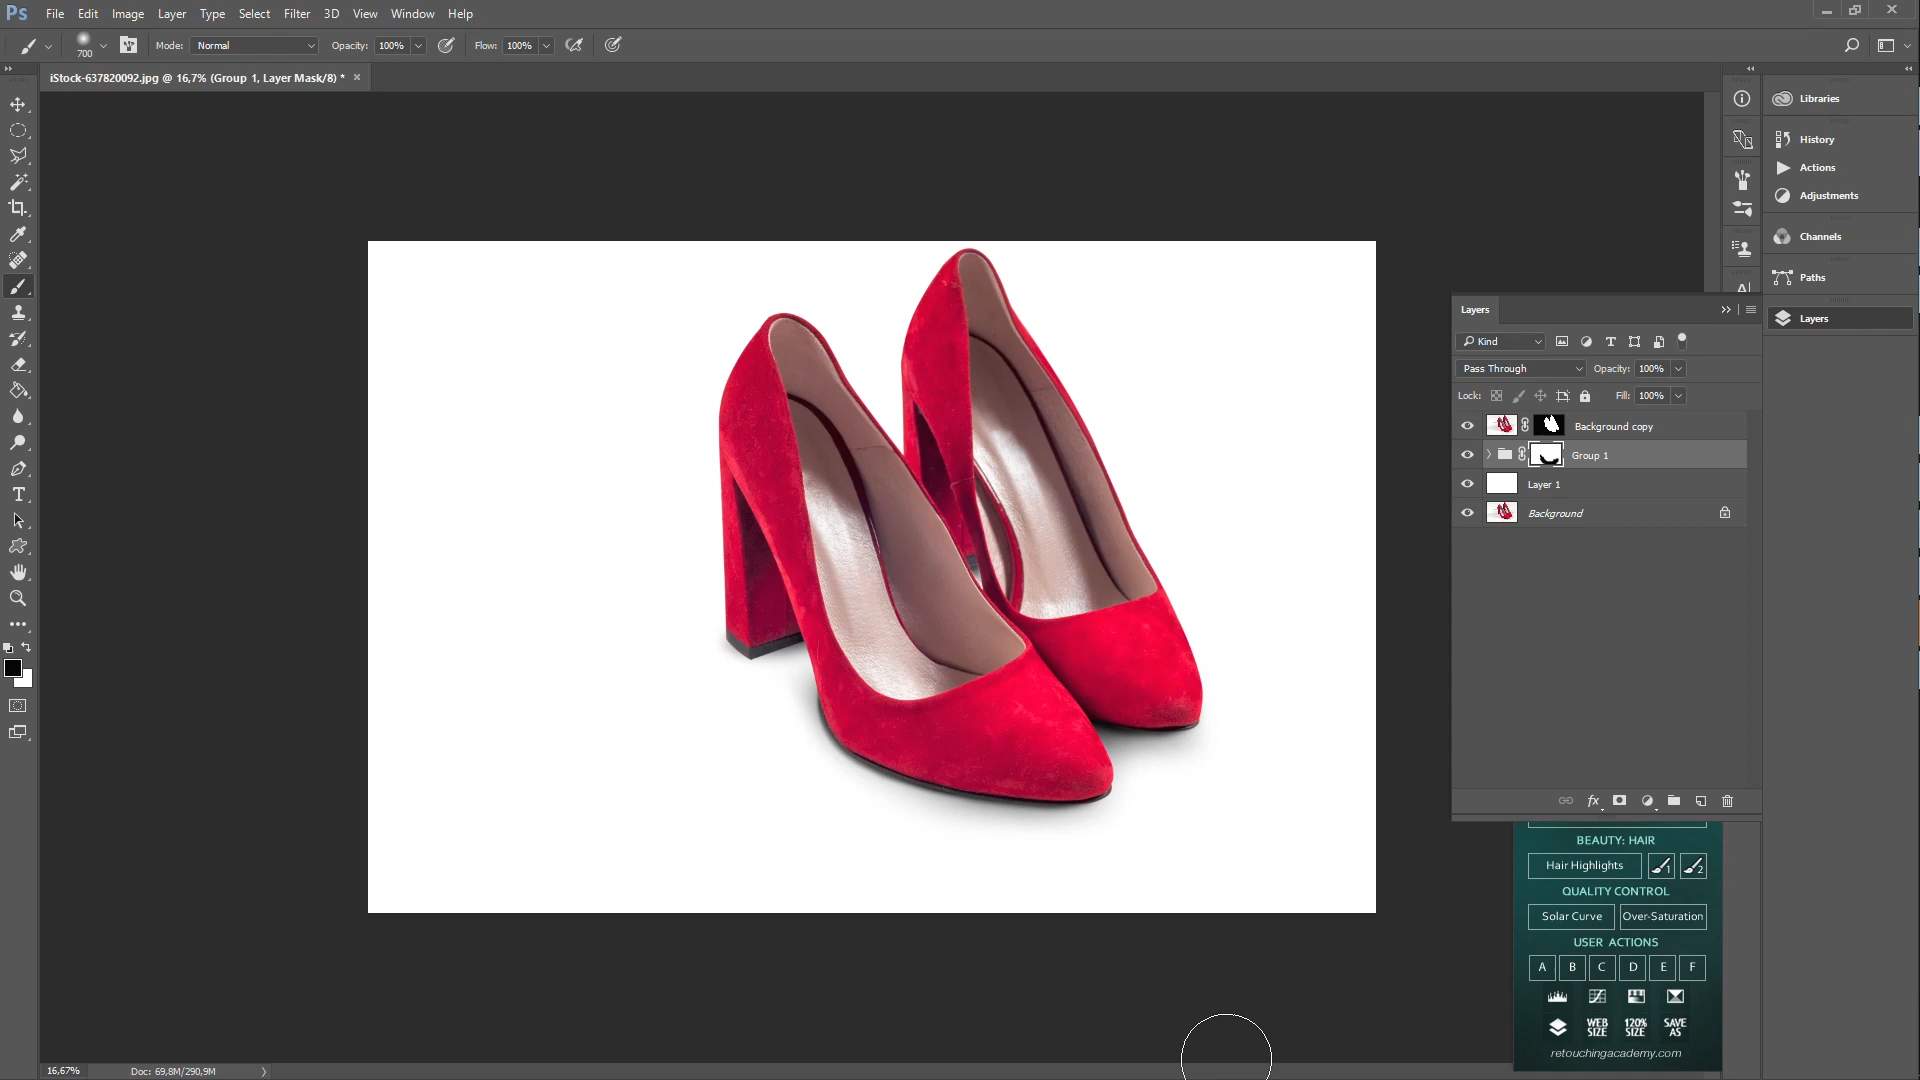 Ps File Edit Image Layer Type Select Filter 3D View Window Help
700 Mode: Normal Opacity: 100% Flow: 100%
iStock-637820092.jpg @ 16,7% (Group 1, Layer Mask/8) * ×
Libraries
History
Actions
Adjustments
Channels
Paths
Layers
A
Layers
Kind
Pass Through Opacity: 100%
Lock: Fill: 100%
Background copy
Group 1
Layer 1
Background
fx
BEAUTY: HAIR
Hair Highlights 1 2
QUALITY CONTROL
Solar Curve Over-Saturation
USER ACTIONS
A B C D E F
WEB SIZE 120% SIZE SAVE AS
retouchingacademy.com
T
16,67% Doc: 69,8M/290,9M